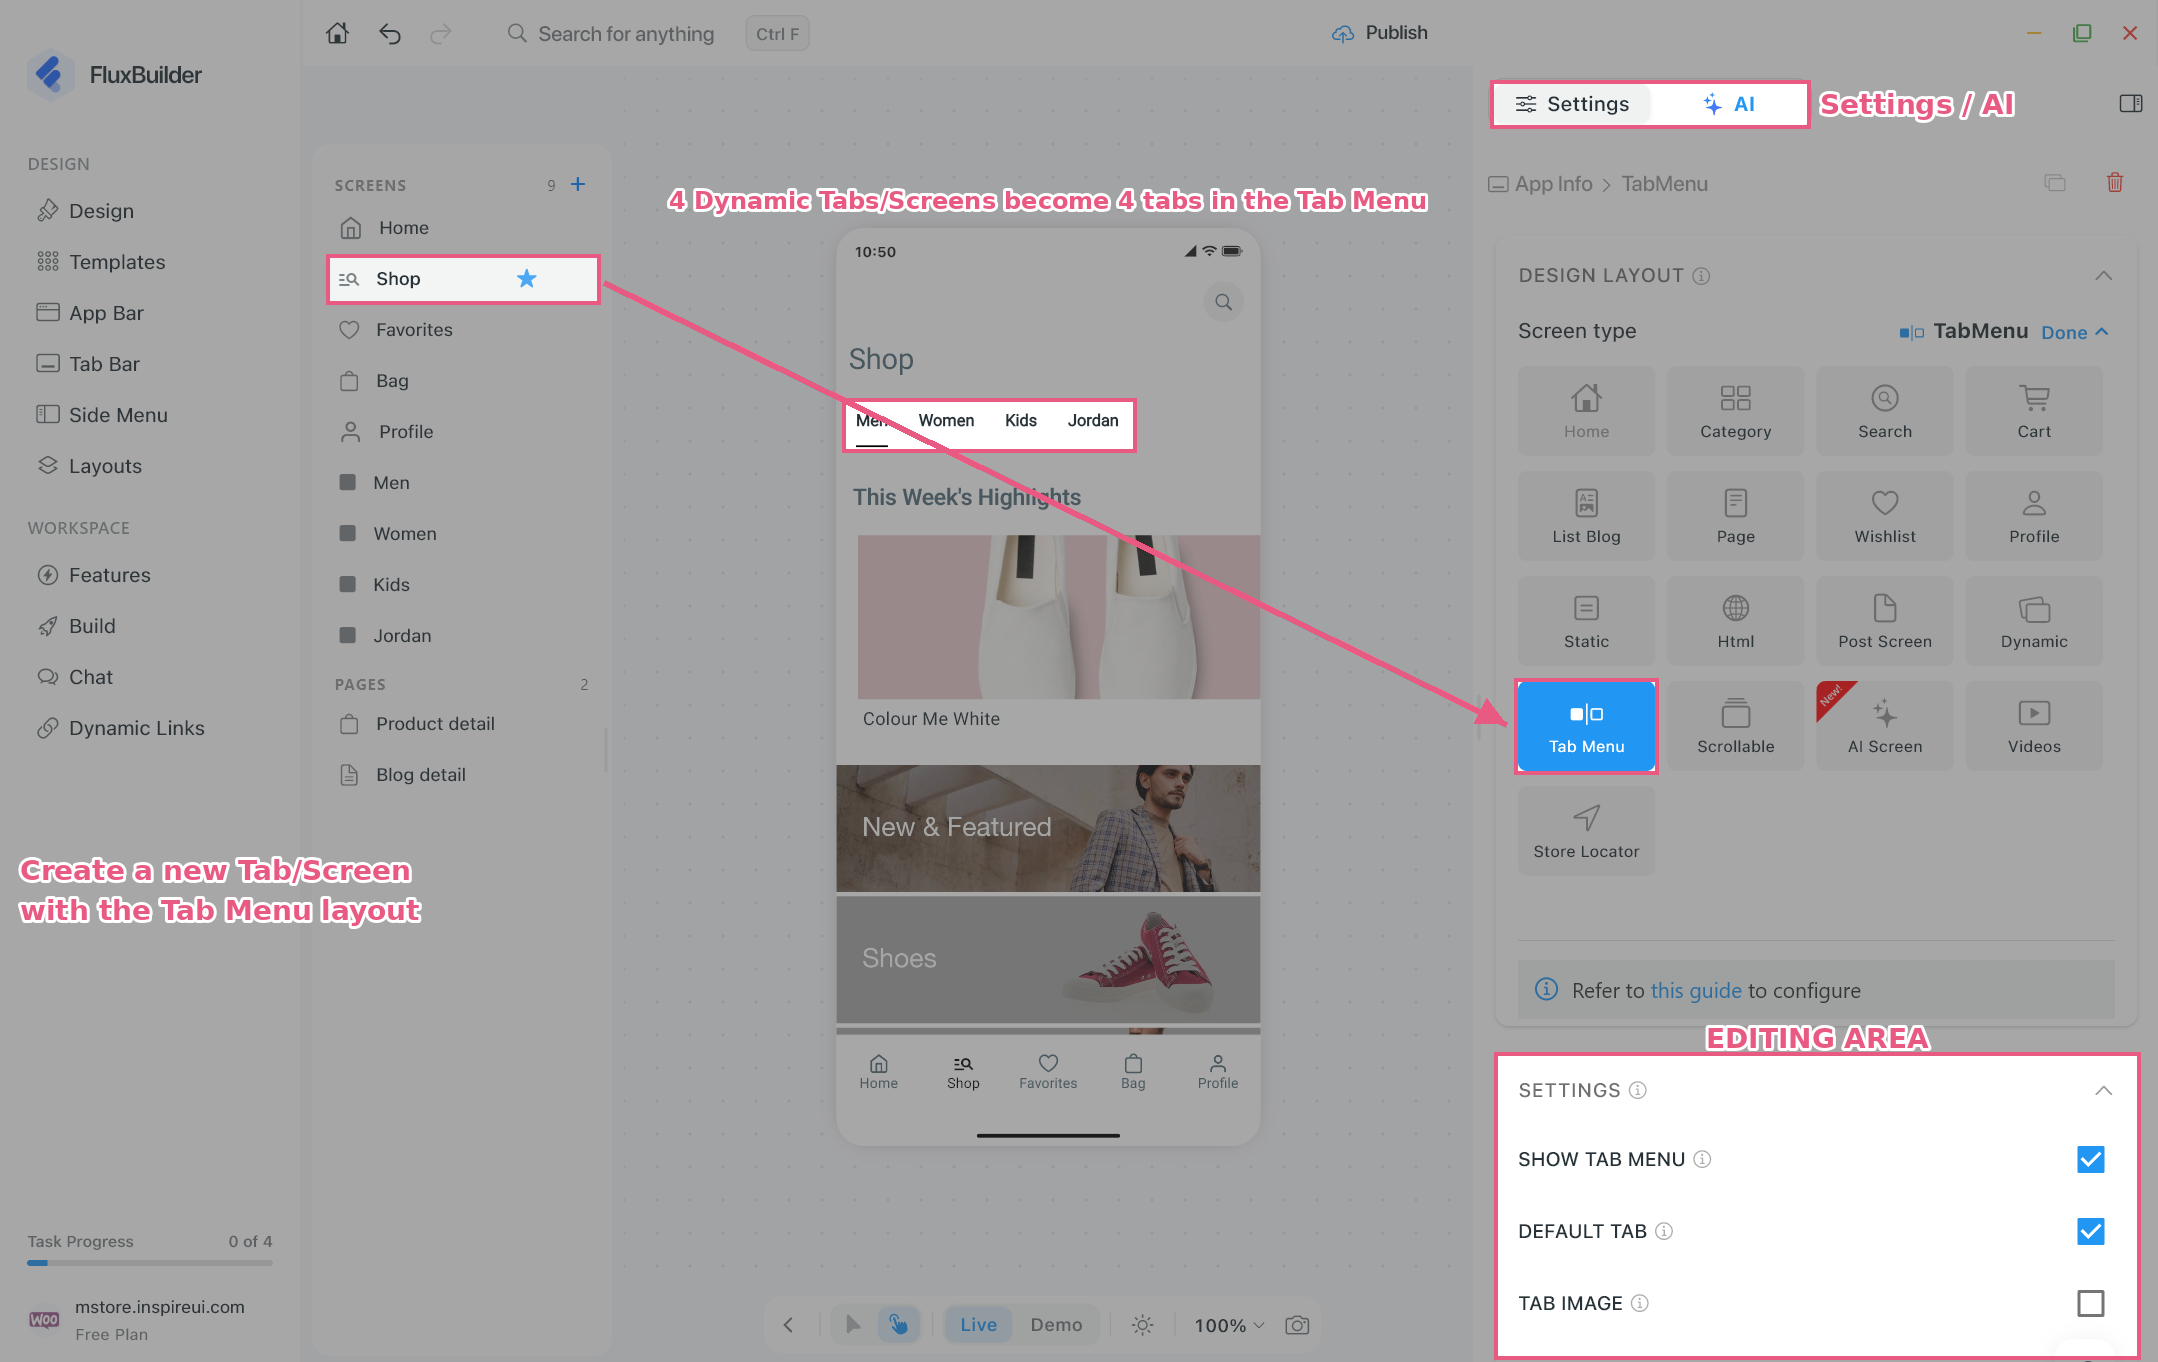 FluxBuilder
Search for anything
Ctrl F
Publish
Settings
AI
Settings / AI
DESIGN
Design
Templates
App Bar
Tab Bar
Side Menu
Layouts
WORKSPACE
Features
Build
Chat
Dynamic Links
Create a new Tab/Screen
with the Tab Menu layout
Task Progress
0 of 4
WOO
mstore.inspireui.com
Free Plan
SCREENS
9
Home
Shop
Favorites
Bag
Profile
Men
Women
Kids
Jordan
PAGES
2
Product detail
Blog detail
4 Dynamic Tabs/Screens become 4 tabs in the Tab Menu
10:50
Shop
Men
Women
Kids
Jordan
This Week's Highlights
Colour Me White
New & Featured
Shoes
Home
Shop
Favorites
Bag
Profile
Live
Demo
100%
App Info > TabMenu
DESIGN LAYOUT
Screen type
TabMenu
Done
Home
Category
Search
Cart
List Blog
Page
Wishlist
Profile
Static
Html
Post Screen
Dynamic
Tab Menu
Scrollable
New!
AI Screen
Videos
Store Locator
Refer to this guide to configure
EDITING AREA
SETTINGS
SHOW TAB MENU
DEFAULT TAB
TAB IMAGE